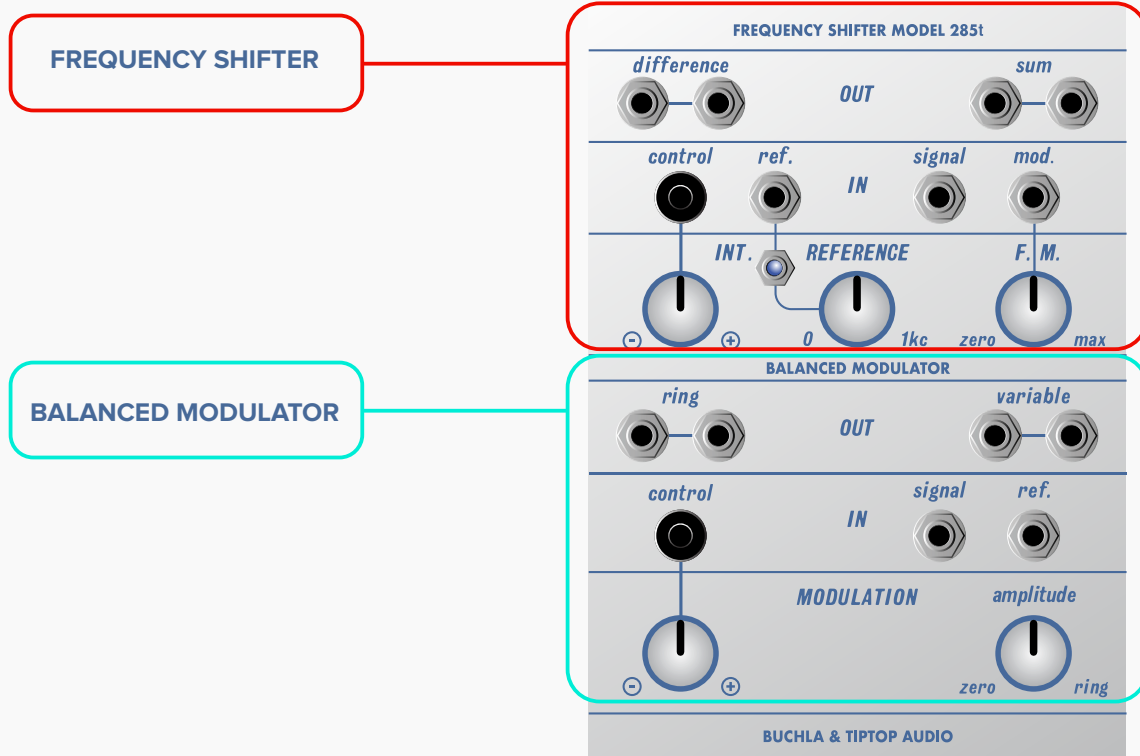 FREQUENCY SHIFTER
FREQUENCY SHIFTER MODEL 285t
difference
sum
OUT
control
ref.
signal
mod.
IN
INT.
REFERENCE
F. M.
⊖
⊕
0
1kc
zero
max
BALANCED MODULATOR
BALANCED MODULATOR
ring
variable
OUT
control
signal
ref.
IN
MODULATION
amplitude
⊖
⊕
zero
ring
BUCHLA & TIPTOP AUDIO